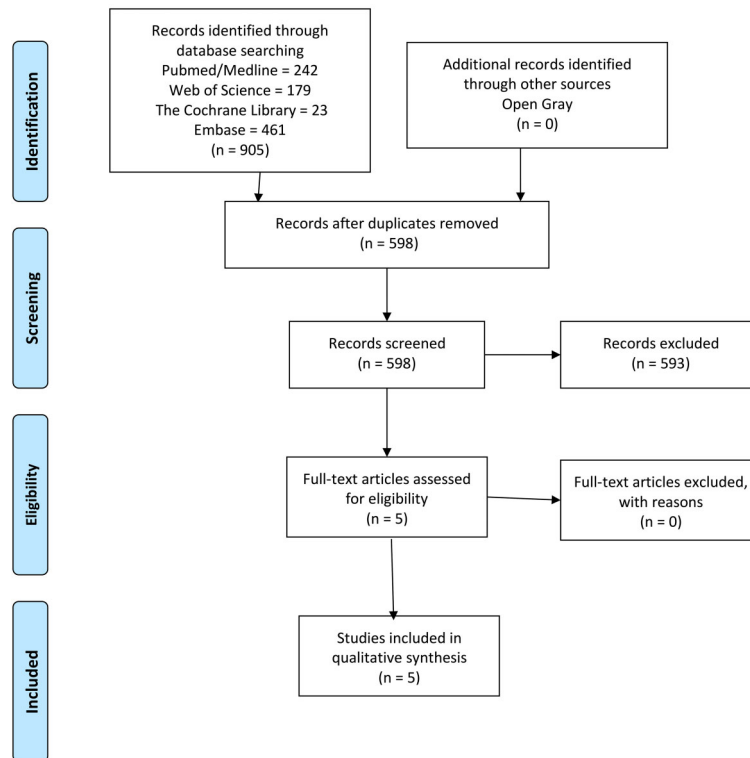 Identification
Records identified through
database searching
Pubmed/Medline = 242
Web of Science = 179
The Cochrane Library = 23
Embase = 461
(n = 905)
Additional records identified
through other sources
Open Gray
(n = 0)
Records after duplicates removed
(n = 598)
Screening
Records screened
(n = 598)
Records excluded
(n = 593)
Eligibility
Full-text articles assessed
for eligibility
(n = 5)
Full-text articles excluded,
with reasons
(n = 0)
Included
Studies included in
qualitative synthesis
(n = 5)